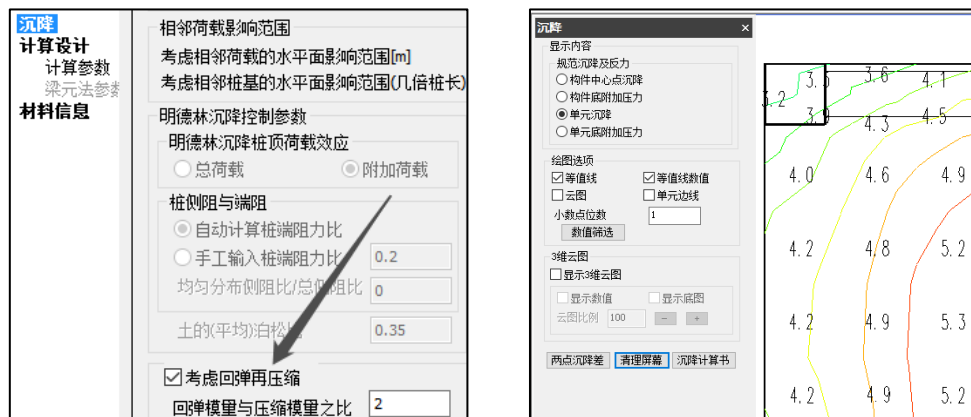 沉降
计算设计
计算参数
梁元法参数
材料信息
相邻荷载影响范围
考虑相邻荷载的水平面影响范围[m]
考虑相邻桩基的水平面影响范围(几倍桩长)
明德林沉降控制参数
明德林沉降桩顶荷载效应
总荷载
附加荷载
桩侧阻与端阻
自动计算桩端阻力比
手工输入桩端阻力比
0.2
均匀分布侧阻比/总侧阻比
0
土的(平均)泊松比
0.35
考虑回弹再压缩
回弹模量与压缩模量之比
2
沉降
×
显示内容
规范沉降及反力
构件中心点沉降
构件底附加压力
单元沉降
单元底附加压力
绘图选项
等值线
等值线数值
云图
单元边线
小数点位数
1
数值筛选
3维云图
显示3维云图
显示数值
显示底图
云图比例
100
-
+
两点沉降差
清理屏幕
沉降计算书
3.2
3.6
4.1
4.3
4.5
4.0
4.6
4.9
4.2
4.8
5.2
4.2
4.9
5.3
4.2
4.9
5.2